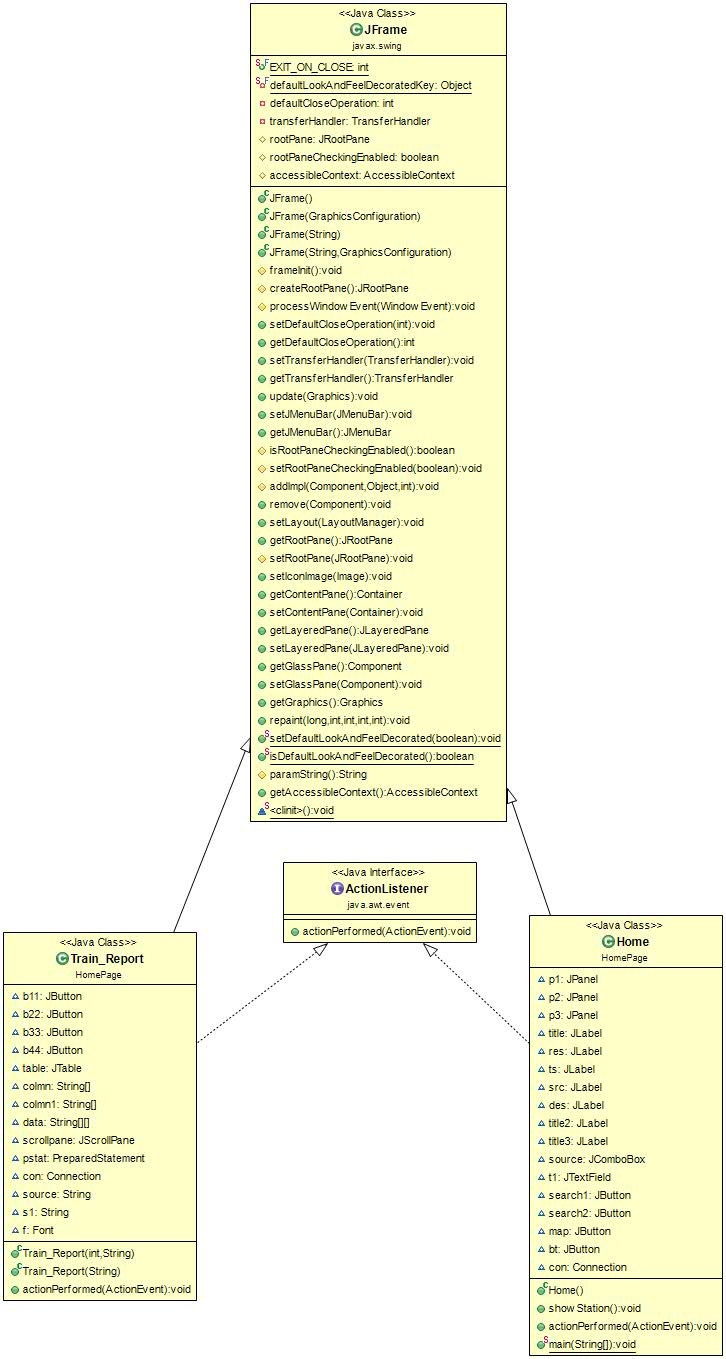 <<Java Class>>
JFrame
javax.swing
EXIT_ON_CLOSE: int
defaultLookAndFeelDecoratedKey: Object
defaultCloseOperation: int
transferHandler: TransferHandler
rootPane: JRootPane
rootPaneCheckingEnabled: boolean
accessibleContext: AccessibleContext
JFrame()
JFrame(GraphicsConfiguration)
JFrame(String)
JFrame(String,GraphicsConfiguration)
frameInit():void
createRootPane():JRootPane
processWindowEvent(WindowEvent):void
setDefaultCloseOperation(int):void
getDefaultCloseOperation():int
setTransferHandler(TransferHandler):void
getTransferHandler():TransferHandler
update(Graphics):void
setJMenuBar(JMenuBar):void
getJMenuBar():JMenuBar
isRootPaneCheckingEnabled():boolean
setRootPaneCheckingEnabled(boolean):void
addImpl(Component,Object,int):void
remove(Component):void
setLayout(LayoutManager):void
getRootPane():JRootPane
setRootPane(JRootPane):void
setIconImage(Image):void
getContentPane():Container
setContentPane(Container):void
getLayeredPane():JLayeredPane
setLayeredPane(JLayeredPane):void
getGlassPane():Component
setGlassPane(Component):void
getGraphics():Graphics
repaint(long,int,int,int,int):void
setDefaultLookAndFeelDecorated(boolean):void
isDefaultLookAndFeelDecorated():boolean
paramString():String
getAccessibleContext():AccessibleContext
<clinit>():void
<<Java Interface>>
ActionListener
java.awt.event
actionPerformed(ActionEvent):void
<<Java Class>>
Train_Report
HomePage
b11: JButton
b22: JButton
b33: JButton
b44: JButton
table: JTable
colmn: String[]
colmn1: String[]
data: String[][]
scrollpane: JScrollPane
pstat: PreparedStatement
con: Connection
source: String
s1: String
f: Font
Train_Report(int,String)
Train_Report(String)
actionPerformed(ActionEvent):void
<<Java Class>>
Home
HomePage
p1: JPanel
p2: JPanel
p3: JPanel
title: JLabel
res: JLabel
ts: JLabel
src: JLabel
des: JLabel
title2: JLabel
title3: JLabel
source: JComboBox
t1: JTextField
search1: JButton
search2: JButton
map: JButton
bt: JButton
con: Connection
Home()
showStation():void
actionPerformed(ActionEvent):void
main(String[]):void